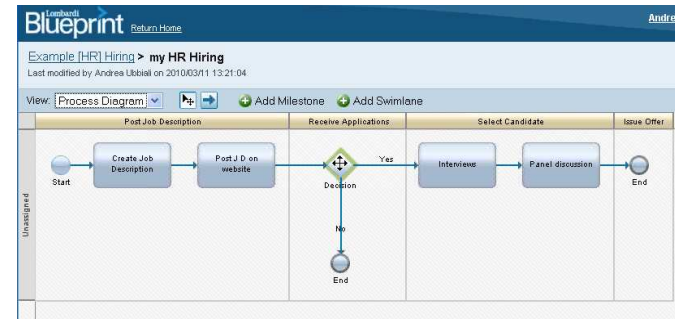 Lombardi
Blueprint Return Home
Andre
Example [HR] Hiring > my HR Hiring
Last modified by Andrea Ubbiali on 2010/03/11 13:21:04
View: Process Diagram Add Milestone Add Swimlane
Post Job Description Receive Applications Select Candidate Issue Offer
Unassigned
Start
Create Job
Description
Post J D on
website
Decision
Yes
No
End
Interviews
Panel discussion
End